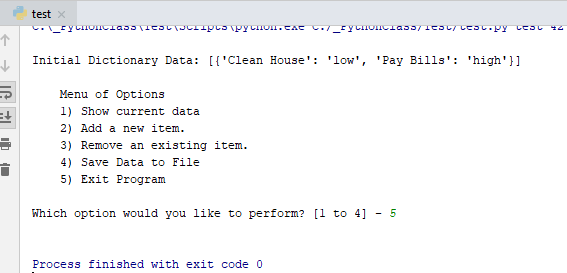 test
C:\_PythonClass\Test\Scripts\python.exe C:/_PythonClass/Test/test.py test 42
Initial Dictionary Data: [{'Clean House': 'low', 'Pay Bills': 'high'}]
Menu of Options
1) Show current data
2) Add a new item.
3) Remove an existing item.
4) Save Data to File
5) Exit Program
Which option would you like to perform? [1 to 4] - 5
Process finished with exit code 0